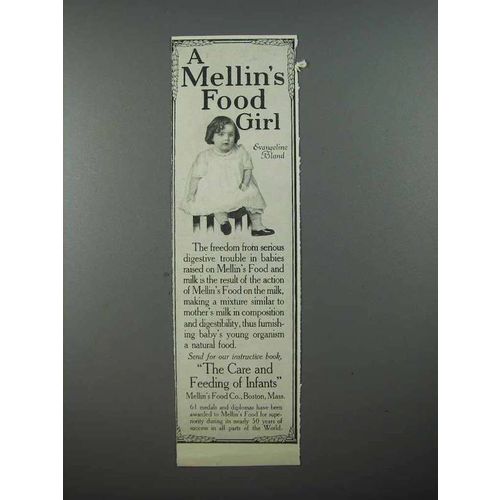 A
Mellin's
Food
Girl
Evangeline
Bland
The freedom from serious
digestive trouble in babies
raised on Mellin's Food and
milk is the result of the action
of Mellin's Food on the milk,
making a mixture similar to
mother's milk in composition
and digestibility, thus furnish-
ing baby's young organism
a natural food.
Send for our instructive book,
"The Care and
Feeding of Infants"
Mellin's Food Co., Boston, Mass.
61 medals and diplomas have been
awarded to Mellin's Food for supe-
riority during its nearly 50 years of
success in all parts of the World.